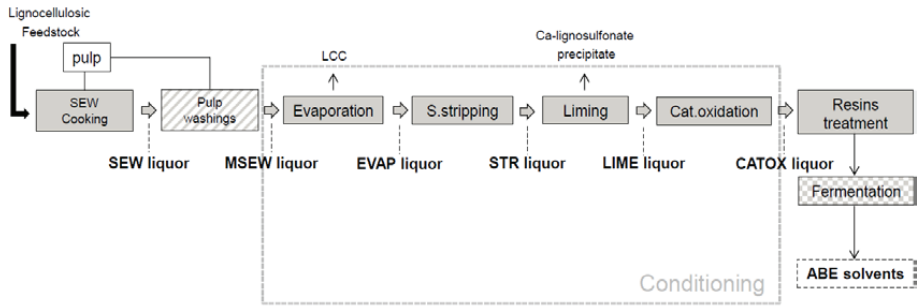 Lignocellulosic
Feedstock
pulp
SEW
Cooking
Pulp
washings
LCC
Evaporation
S.stripping
Ca-lignosulfonate
precipitate
Liming
Cat.oxidation
Resins
treatment
SEW liquor
MSEW liquor
EVAP liquor
STR liquor
LIME liquor
CATOX liquor
Fermentation
ABE solvents
Conditioning